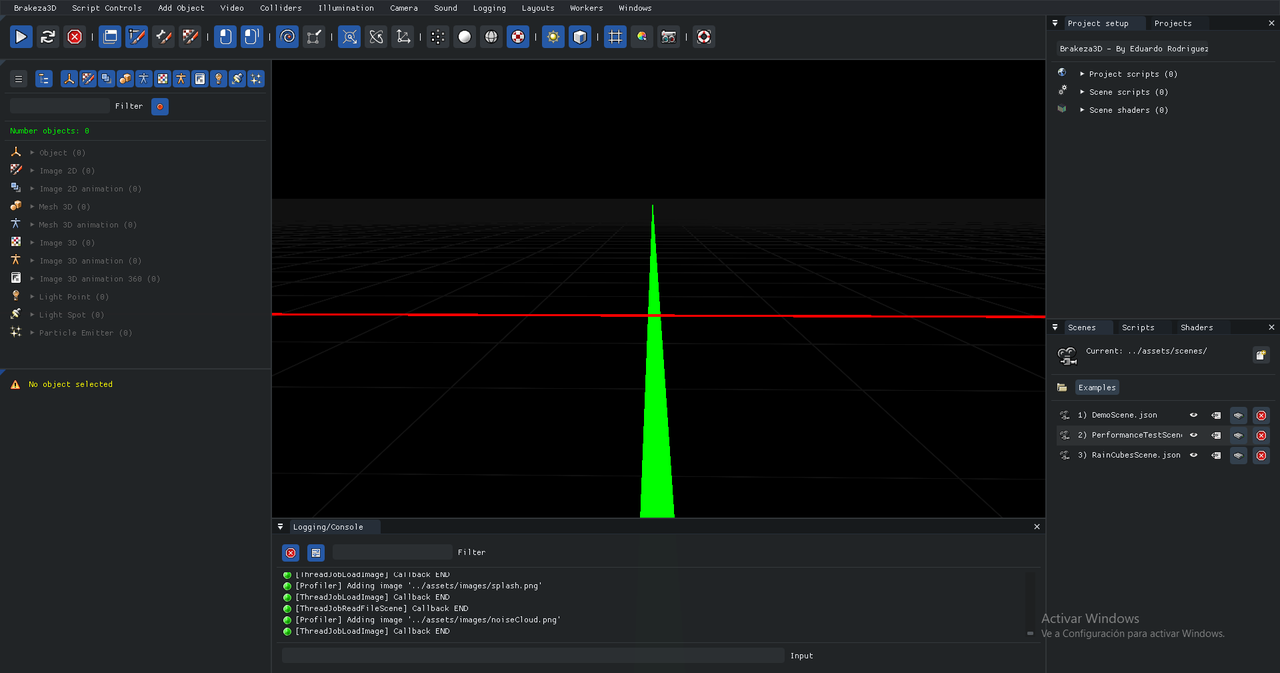 Brakeza3D Script Controls Add Object Video Colliders Illumination Camera Sound Logging Layouts Workers Windows
Project setup Projects
Brakeza3D - By Eduardo Rodriguez
Project scripts (0)
Scene scripts (0)
Scene shaders (0)
Filter
Number objects: 0
Object (0)
Image 2D (0)
Image 2D animation (0)
Mesh 3D (0)
Mesh 3D animation (0)
Image 3D (0)
Image 3D animation (0)
Image 3D animation 360 (0)
Light Point (0)
Light Spot (0)
Particle Emitter (0)
No object selected
Scenes Scripts Shaders
Current: ../assets/scenes/
Examples
1) DemoScene.json
2) PerformanceTestScen
3) RainCubesScene.json
Logging/Console
Filter
[ThreadJobLoadImage] Callback END
[Profiler] Adding image '../assets/images/splash.png'
[ThreadJobLoadImage] Callback END
[ThreadJobReadFileScene] Callback END
[Profiler] Adding image '../assets/images/noiseCloud.png'
[ThreadJobLoadImage] Callback END
Input
Activar Windows
Ve a Configuración para activar Windows.